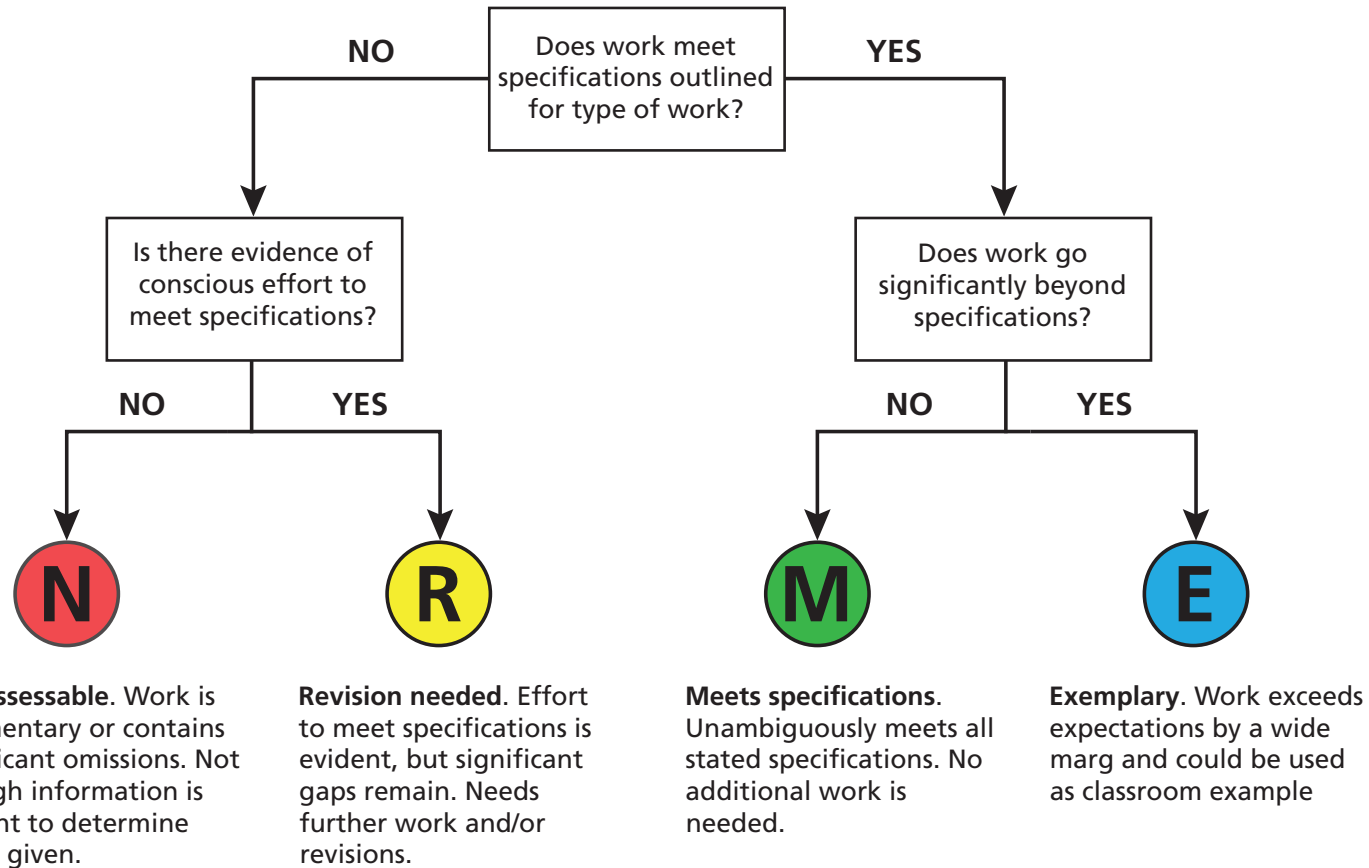 Does work meet
specifications outlined
for type of work?
NO
YES
Is there evidence of
conscious effort to
meet specifications?
Does work go
significantly beyond
specifications?
NO
YES
NO
YES
N
R
M
E
ssessable. Work is
mentary or contains
icant omissions. Not
gh information is
nt to determine
given.
Revision needed. Effort
to meet specifications is
evident, but significant
gaps remain. Needs
further work and/or
revisions.
Meets specifications.
Unambiguously meets all
stated specifications. No
additional work is
needed.
Exemplary. Work exceeds
expectations by a wide
marg and could be used
as classroom example